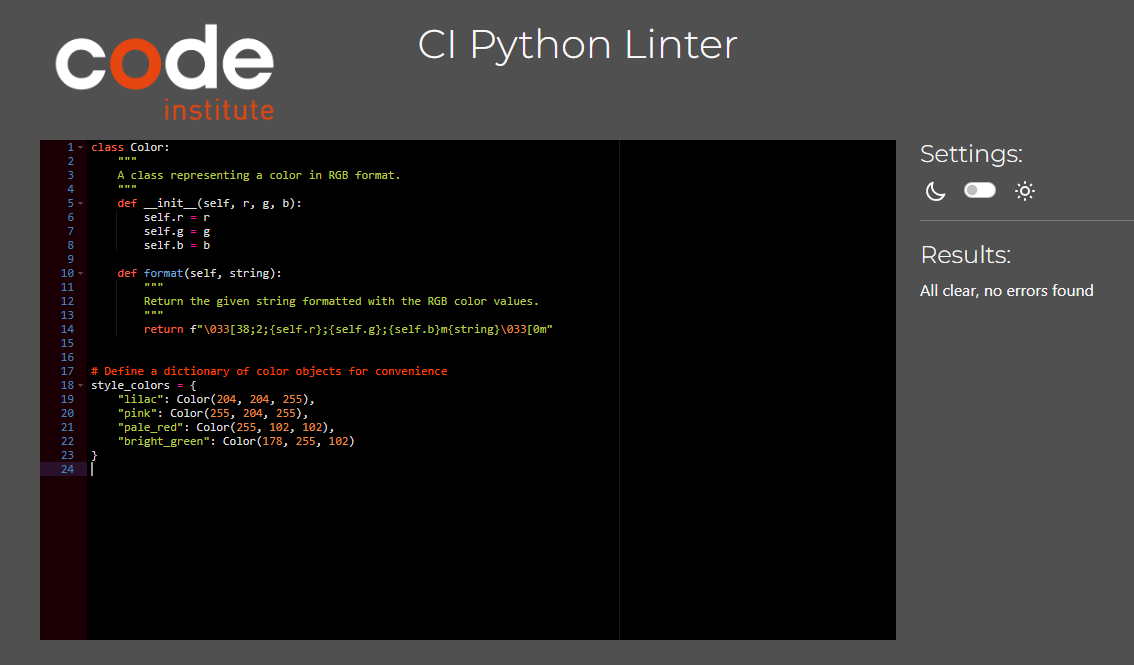 code
institute
CI Python Linter
1 class Color:
2     """
3     A class representing a color in RGB format.
4     """
5     def __init__(self, r, g, b):
6         self.r = r
7         self.g = g
8         self.b = b
9
10     def format(self, string):
11         """
12         Return the given string formatted with the RGB color values.
13         """
14         return f"\033[38;2;{self.r};{self.g};{self.b}m{string}\033[0m"
15
16
17 # Define a dictionary of color objects for convenience
18 style_colors = {
19     "lilac": Color(204, 204, 255),
20     "pink": Color(255, 204, 255),
21     "pale_red": Color(255, 102, 102),
22     "bright_green": Color(178, 255, 102)
23 }
24
Settings:
Results:
All clear, no errors found